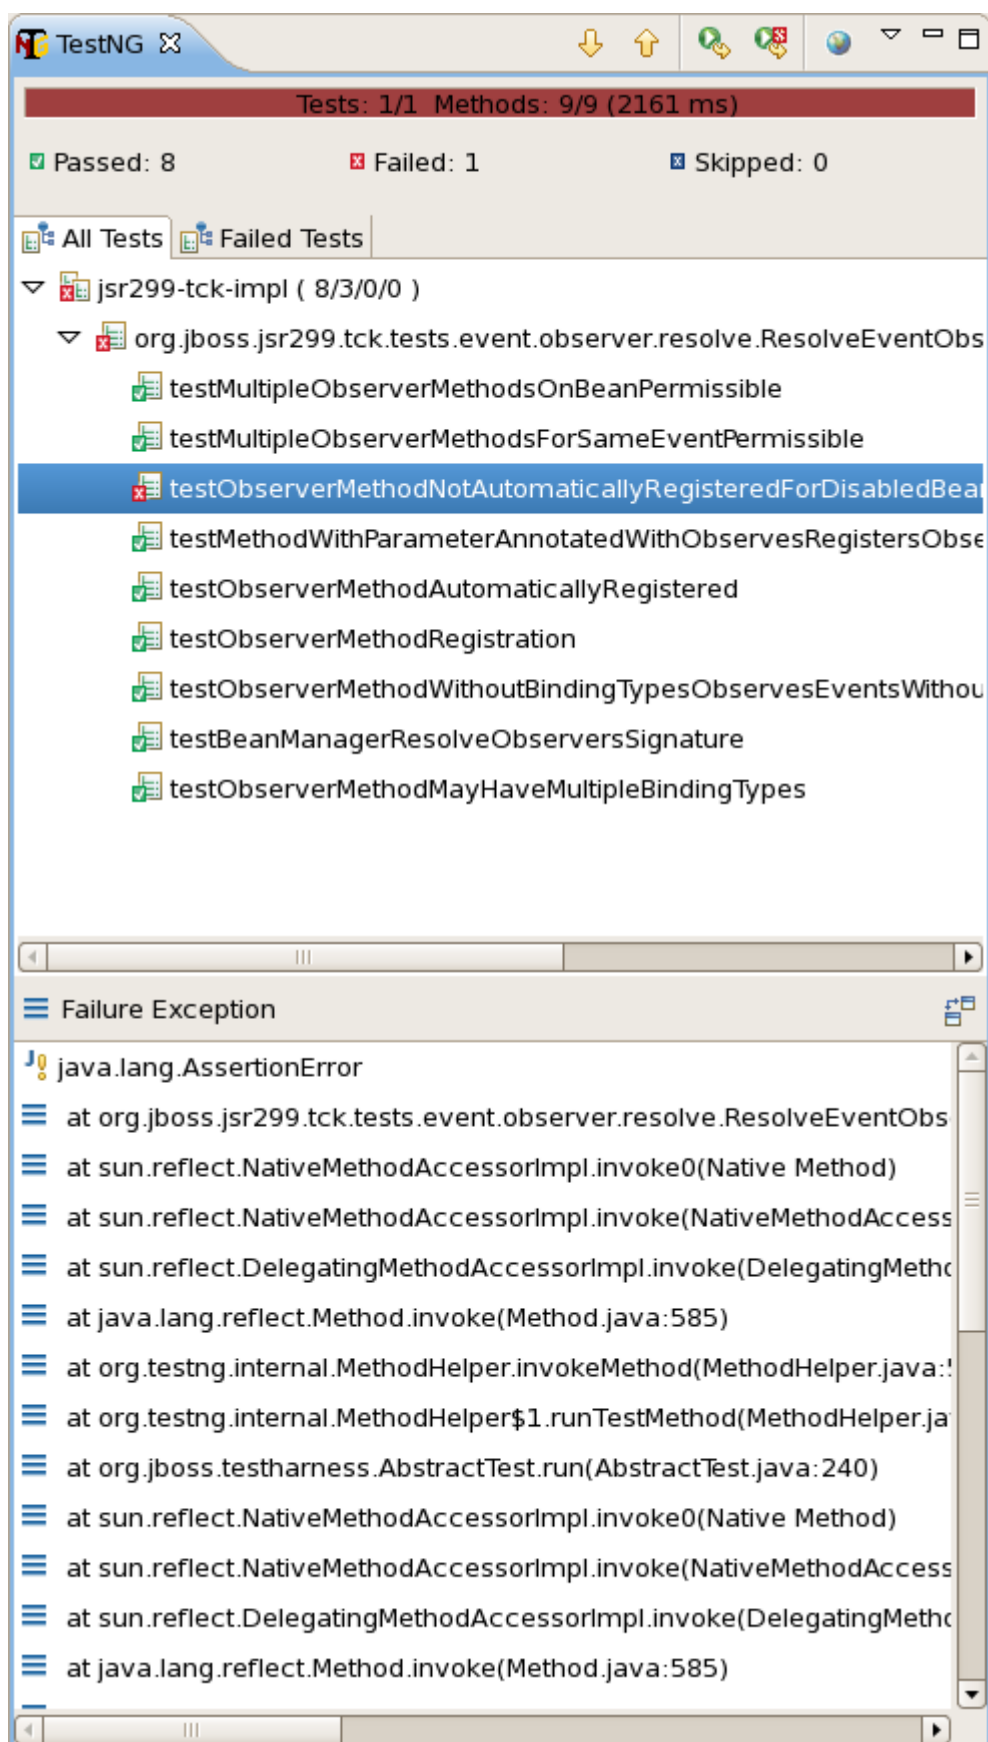 TestNG
Tests: 1/1 Methods: 9/9 (2161 ms)
Passed: 8 Failed: 1 Skipped: 0
All Tests Failed Tests
jsr299-tck-impl ( 8/3/0/0 )
org.jboss.jsr299.tck.tests.event.observer.resolve.ResolveEventObs
testMultipleObserverMethodsOnBeanPermissible
testMultipleObserverMethodsForSameEventPermissible
testObserverMethodNotAutomaticallyRegisteredForDisabledBea
testMethodWithParameterAnnotatedWithObservesRegistersObse
testObserverMethodAutomaticallyRegistered
testObserverMethodRegistration
testObserverMethodWithoutBindingTypesObservesEventsWithou
testBeanManagerResolveObserversSignature
testObserverMethodMayHaveMultipleBindingTypes
Failure Exception
java.lang.AssertionError
at org.jboss.jsr299.tck.tests.event.observer.resolve.ResolveEventObs
at sun.reflect.NativeMethodAccessorImpl.invoke0(Native Method)
at sun.reflect.NativeMethodAccessorImpl.invoke(NativeMethodAccess
at sun.reflect.DelegatingMethodAccessorImpl.invoke(DelegatingMetho
at java.lang.reflect.Method.invoke(Method.java:585)
at org.testng.internal.MethodHelper.invokeMethod(MethodHelper.java:5
at org.testng.internal.MethodHelper$1.runTestMethod(MethodHelper.ja
at org.jboss.testharness.AbstractTest.run(AbstractTest.java:240)
at sun.reflect.NativeMethodAccessorImpl.invoke0(Native Method)
at sun.reflect.NativeMethodAccessorImpl.invoke(NativeMethodAccess
at sun.reflect.DelegatingMethodAccessorImpl.invoke(DelegatingMetho
at java.lang.reflect.Method.invoke(Method.java:585)